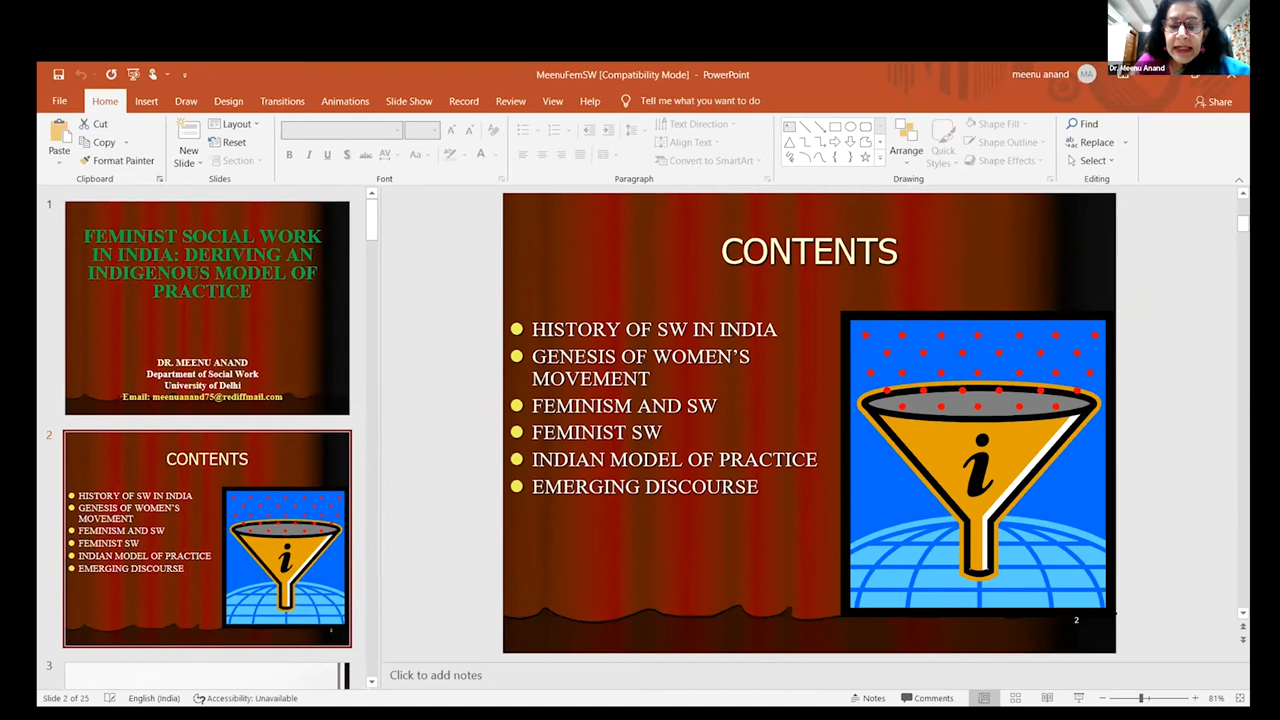 Dr. Meenu Anand
MeenuFemSW [Compatibility Mode] - PowerPoint
meenu anand
MA
File
Home
Insert
Draw
Design
Transitions
Animations
Slide Show
Record
Review
View
Help
Tell me what you want to do
Share
Paste
Cut
Copy
Format Painter
Clipboard
New
Slide
Layout
Reset
Section
Slides
B
I
U
S
abc
AV
Aa
A
Font
Text Direction
Align Text
Convert to SmartArt
Paragraph
Arrange
Quick
Styles
Shape Fill
Shape Outline
Shape Effects
Drawing
Find
Replace
Select
Editing
1
FEMINIST SOCIAL WORK
IN INDIA: DERIVING AN
INDIGENOUS MODEL OF
PRACTICE
DR. MEENU ANAND
Department of Social Work
University of Delhi
Email: meenuanand75@rediffmail.com
2
CONTENTS
HISTORY OF SW IN INDIA
GENESIS OF WOMEN'S
MOVEMENT
FEMINISM AND SW
FEMINIST SW
INDIAN MODEL OF PRACTICE
EMERGING DISCOURSE
i
2
3
CONTENTS
HISTORY OF SW IN INDIA
GENESIS OF WOMEN'S
MOVEMENT
FEMINISM AND SW
FEMINIST SW
INDIAN MODEL OF PRACTICE
EMERGING DISCOURSE
i
2
Click to add notes
Slide 2 of 25
English (India)
Accessibility: Unavailable
Notes
Comments
81%